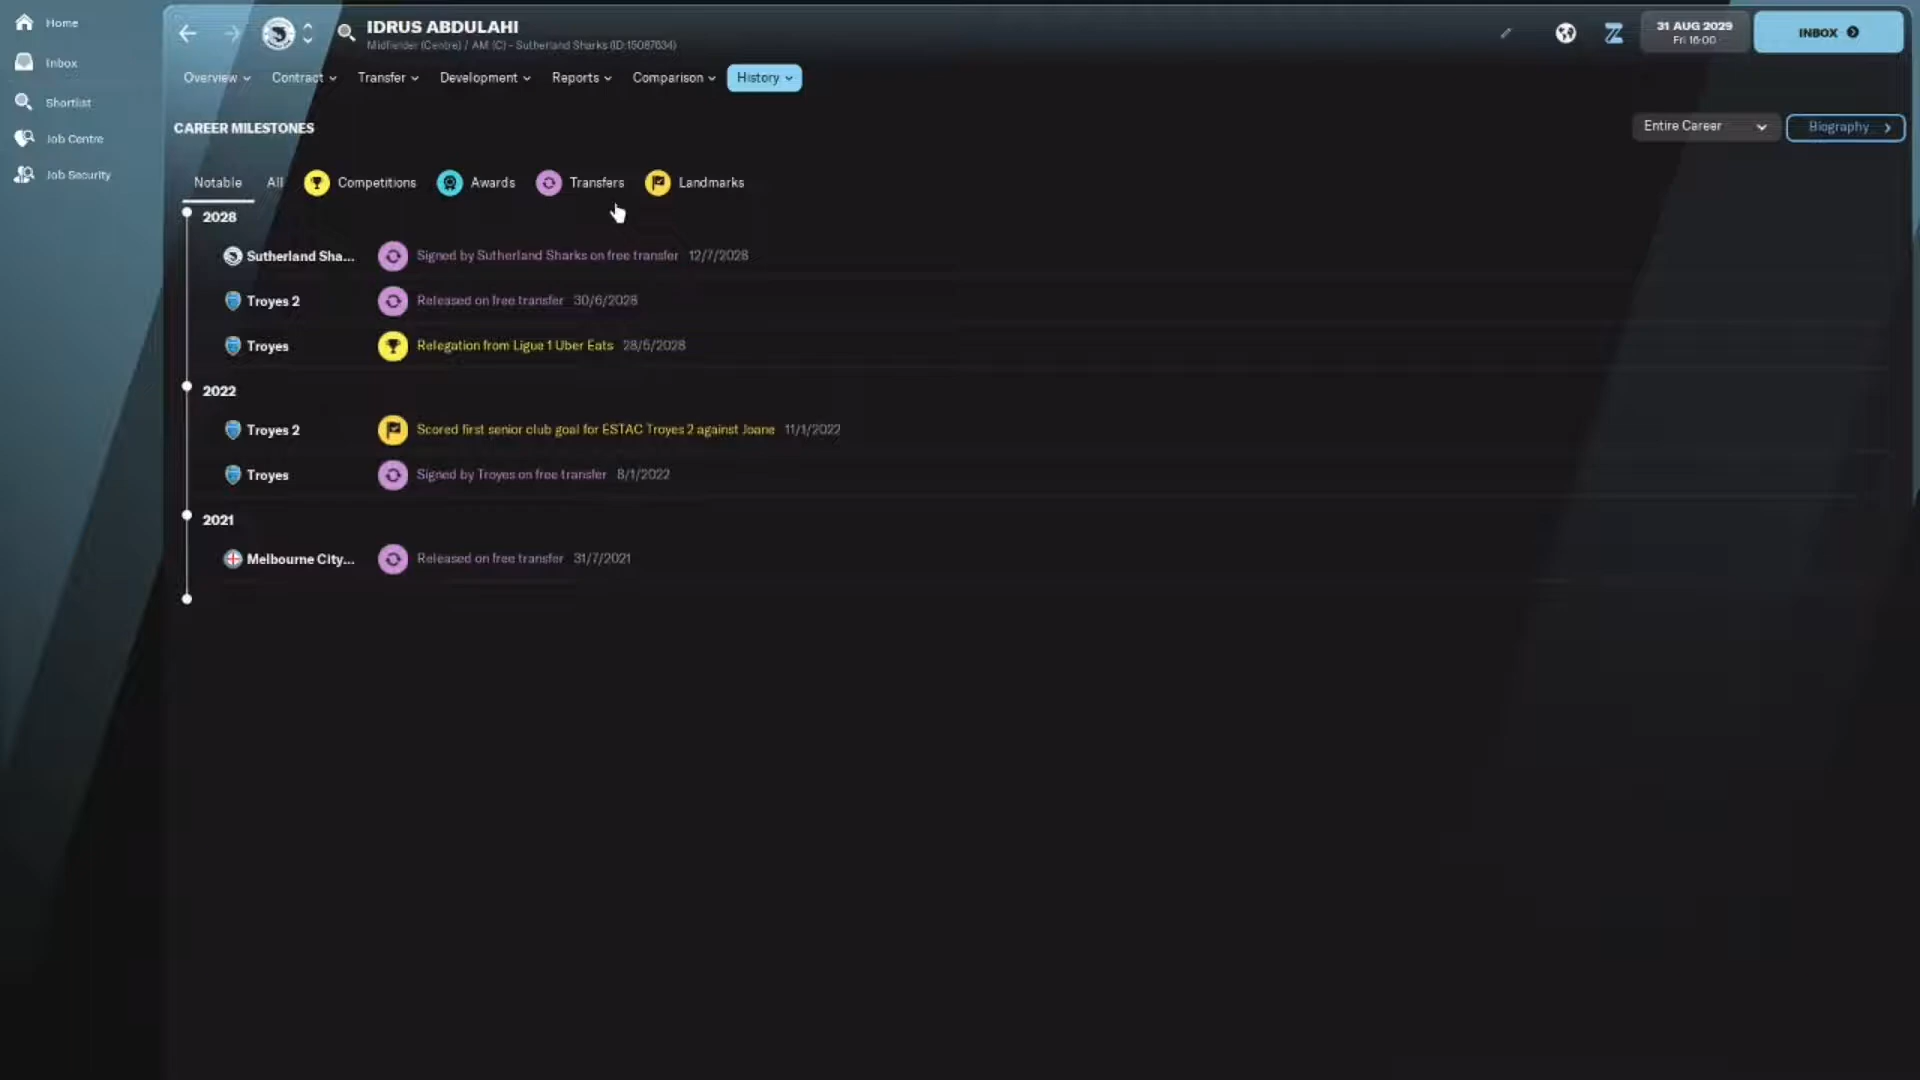 Home
Inbox
Shortlist
Job Centre
Job Security
IDRUS ABDULAHI
Midfielder (Centre) / AM (C) - Sutherland Sharks (ID:15087634)
31 AUG 2029
Fri 16:00
INBOX
Overview
Contract
Transfer
Development
Reports
Comparison
History
CAREER MILESTONES
Entire Career
Biography
Notable
All
Competitions
Awards
Transfers
Landmarks
2028
Sutherland Sha... Signed by Sutherland Sharks on free transfer 12/7/2028
Troyes 2 Released on free transfer 30/6/2028
Troyes Relegation from Ligue 1 Uber Eats 28/5/2028
2022
Troyes 2 Scored first senior club goal for ESTAC Troyes 2 against Joane 11/1/2022
Troyes Signed by Troyes on free transfer 8/1/2022
2021
Melbourne City... Released on free transfer 31/7/2021